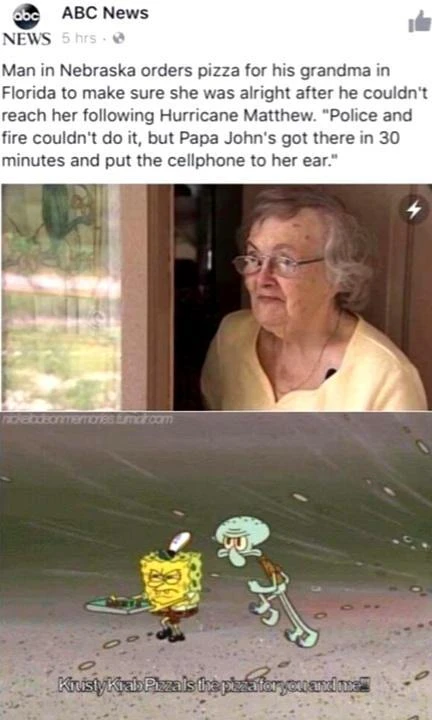 abc
ABC News
NEWS 5 hrs ·
Man in Nebraska orders pizza for his grandma in
Florida to make sure she was alright after he couldn't
reach her following Hurricane Matthew. "Police and
fire couldn't do it, but Papa John's got there in 30
minutes and put the cellphone to her ear."
nickelodeonmemories.tumblr.com
Krusty Krab Pizza Is the pizza for you and me!!!